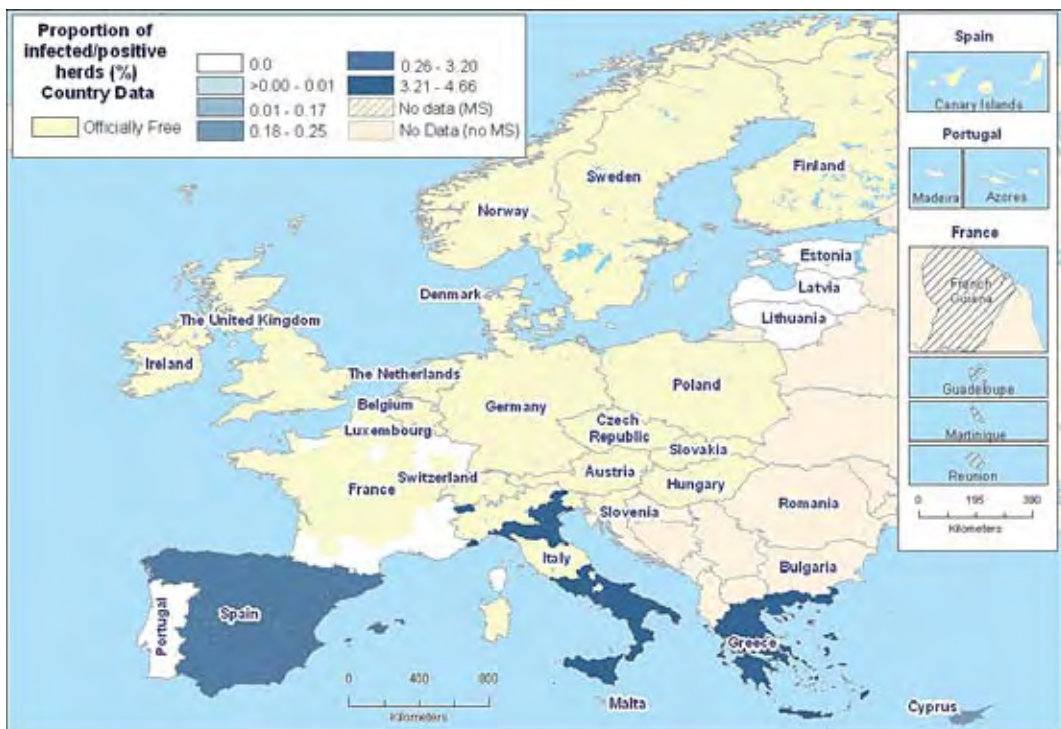 Proportion of
infected/positive
herds (%)
Country Data
Officially Free
0.0
>0.00 - 0.01
0.01 - 0.17
0.18 - 0.25
0.26 - 3.20
3.21 - 4.66
No data (MS)
No Data (no MS)
Spain
Canary Islands
Portugal
Madeira
Azores
France
French
Guiana
Guadeloupe
Martinique
Reunion
0 195 390
Kilometers
Finland
Sweden
Norway
Estonia
Latvia
Lithuania
Denmark
The United Kingdom
Ireland
The Netherlands
Belgium
Luxembourg
Germany
Poland
Czech
Republic
Slovakia
Austria
Hungary
Switzerland
France
Slovenia
Romania
Italy
Bulgaria
Portugal
Spain
Greece
Malta
Cyprus
0 400 800
Kilometers